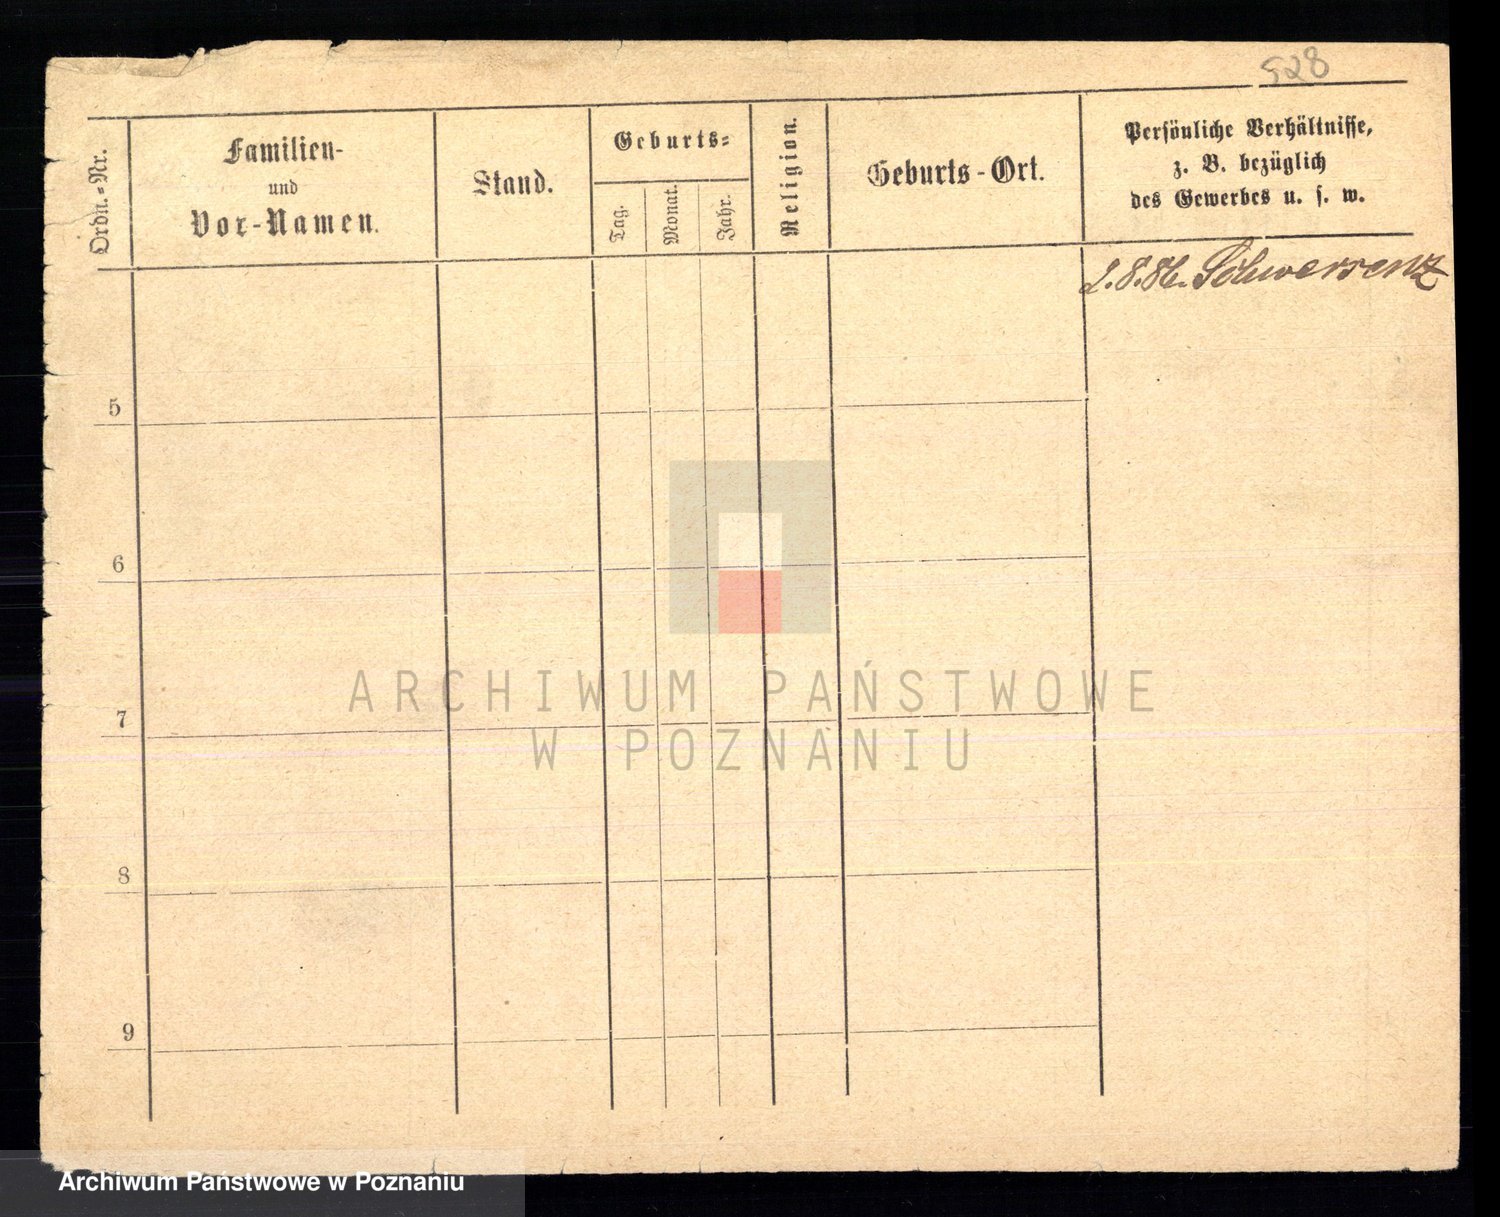 528
Ordn.-Nr.
Familien-
und
Vor-Namen.
Stand.
Geburts-
Tag.
Monat.
Jahr.
Religion.
Geburts-Ort.
Persönliche Verhältnisse,
z. B. bezüglich
des Gewerbes u. s. w.
2.8.86. Schwersenz
5
6
7
8
9
ARCHIWUM PAŃSTWOWE
W POZNANIU
Archiwum Państwowe w Poznaniu